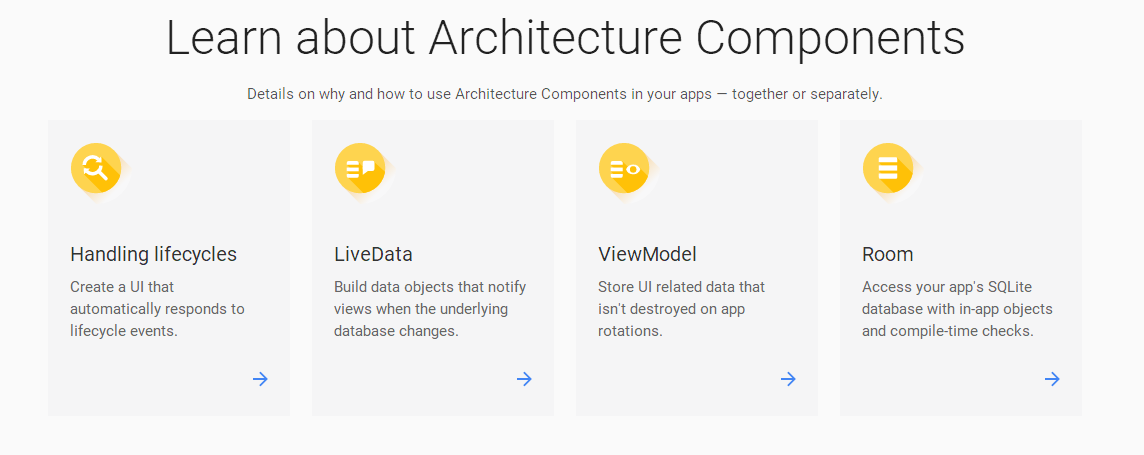 Learn about Architecture Components
Details on why and how to use Architecture Components in your apps — together or separately.
Handling lifecycles
Create a UI that
automatically responds to
lifecycle events.
LiveData
Build data objects that notify
views when the underlying
database changes.
ViewModel
Store UI related data that
isn't destroyed on app
rotations.
Room
Access your app's SQLite
database with in-app objects
and compile-time checks.